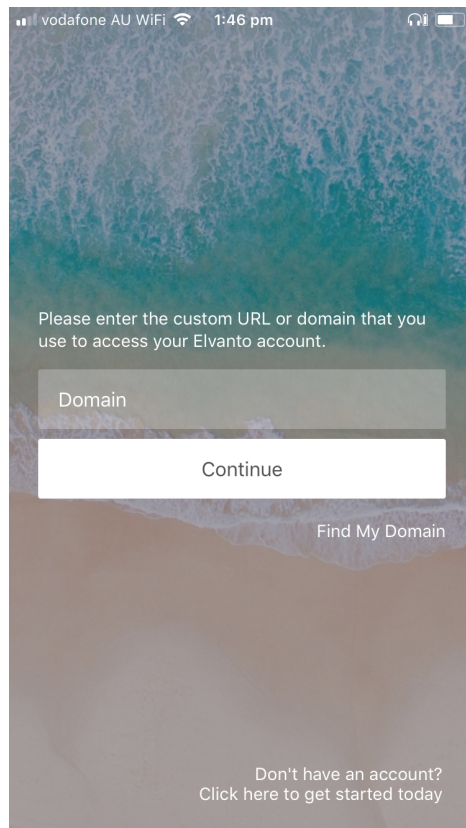 vodafone AU WiFi 1:46 pm
Please enter the custom URL or domain that you
use to access your Elvanto account.
Domain
Continue
Find My Domain
Don't have an account?
Click here to get started today